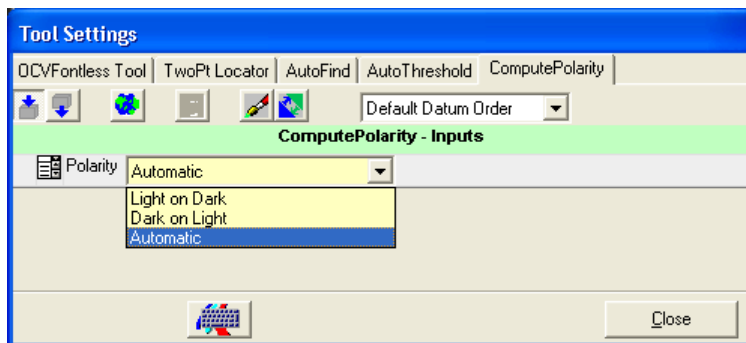 Tool Settings
OCVFontless Tool TwoPt Locator AutoFind AutoThreshold ComputePolarity
Default Datum Order
ComputePolarity - Inputs
Polarity Automatic
Light on Dark
Dark on Light
Automatic
Close